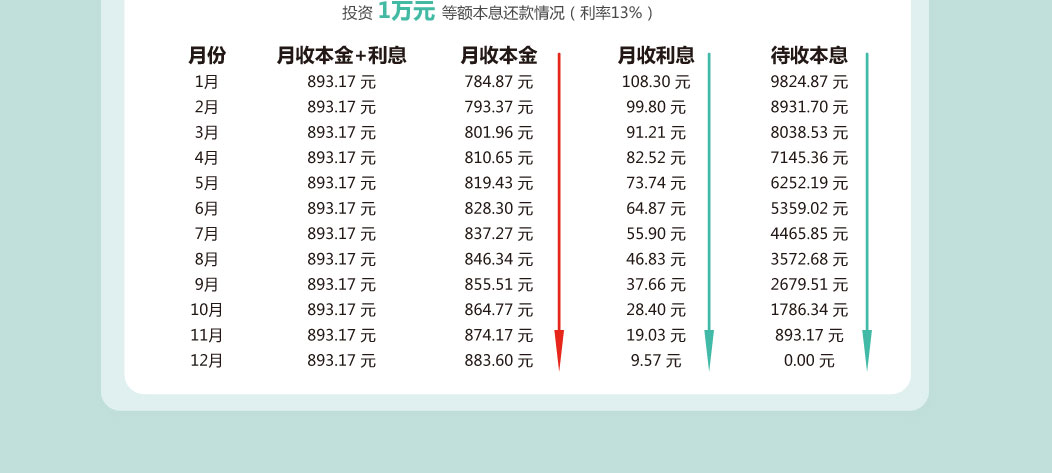 投资 1万元 等额本息还款情况（利率13%）
月份 月收本金+利息 月收本金 月收利息 待收本息
1月 893.17 元 784.87 元 108.30 元 9824.87 元
2月 893.17 元 793.37 元 99.80 元 8931.70 元
3月 893.17 元 801.96 元 91.21 元 8038.53 元
4月 893.17 元 810.65 元 82.52 元 7145.36 元
5月 893.17 元 819.43 元 73.74 元 6252.19 元
6月 893.17 元 828.30 元 64.87 元 5359.02 元
7月 893.17 元 837.27 元 55.90 元 4465.85 元
8月 893.17 元 846.34 元 46.83 元 3572.68 元
9月 893.17 元 855.51 元 37.66 元 2679.51 元
10月 893.17 元 864.77 元 28.40 元 1786.34 元
11月 893.17 元 874.17 元 19.03 元 893.17 元
12月 893.17 元 883.60 元 9.57 元 0.00 元